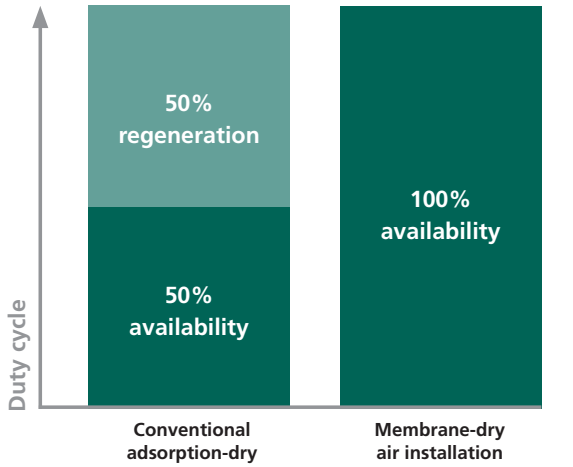 50%
regeneration
50%
availability
100%
availability
Duty cycle
Conventional
adsorption-dry
Membrane-dry
air installation